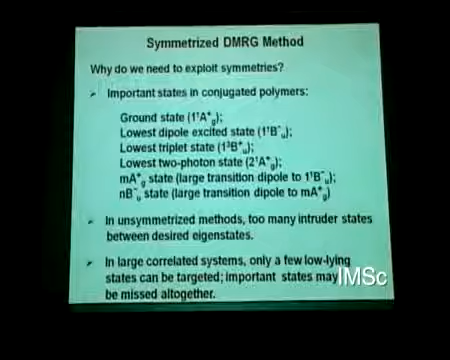 Symmetrized DMRG Method
Why do we need to exploit symmetries?
➢ Important states in conjugated polymers:
Ground state (1¹A⁺g);
Lowest dipole excited state (1¹B⁻u);
Lowest triplet state (1³B⁺u);
Lowest two-photon state (2¹A⁺g);
mA⁺g state (large transition dipole to 1¹B⁻u);
nB⁻u state (large transition dipole to mA⁺g)
➢ In unsymmetrized methods, too many intruder states
between desired eigenstates.
➢ In large correlated systems, only a few low-lying
states can be targeted; important states may
be missed altogether.
IMSc